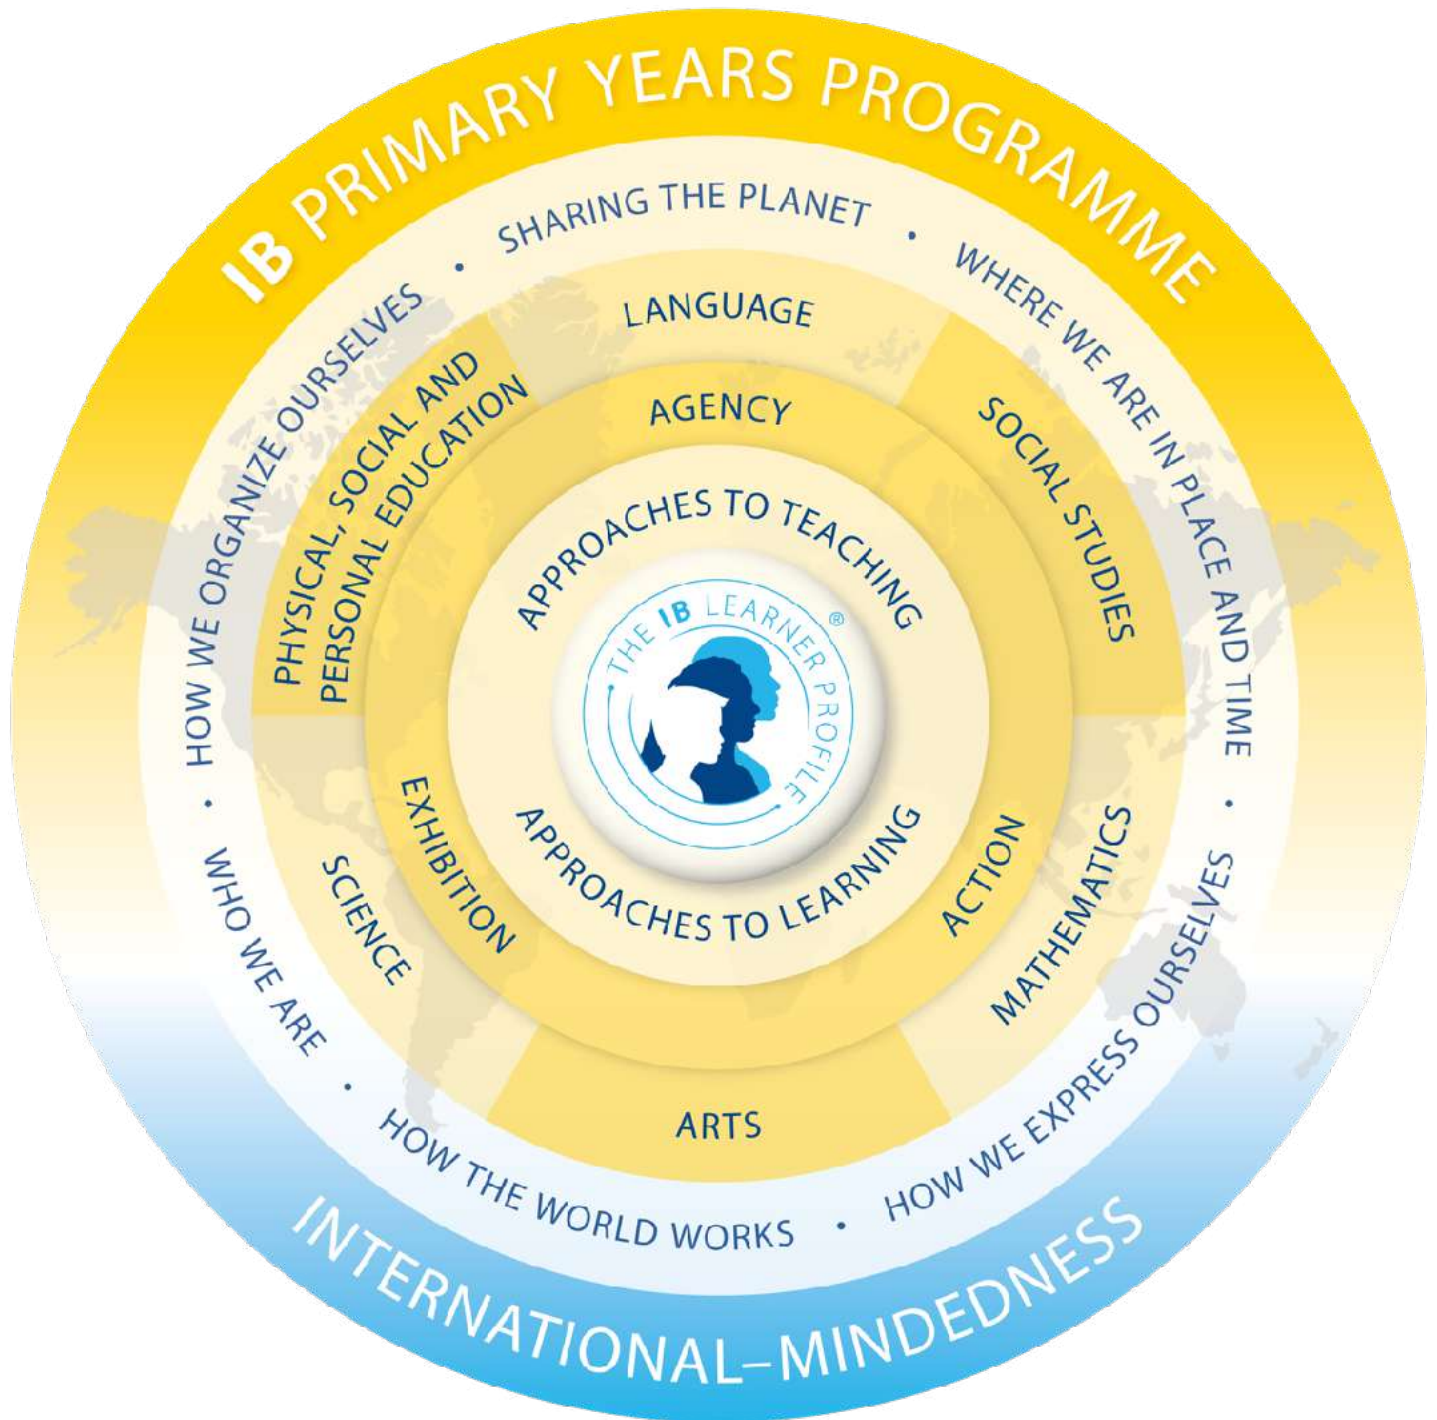 IB PRIMARY YEARS PROGRAMME
SHARING THE PLANET
•
WHERE WE ARE IN PLACE AND TIME
•
HOW WE EXPRESS OURSELVES
•
HOW THE WORLD WORKS
•
WHO WE ARE
•
HOW WE ORGANIZE OURSELVES
•
LANGUAGE
SOCIAL STUDIES
MATHEMATICS
ARTS
SCIENCE
PHYSICAL, SOCIAL AND
PERSONAL EDUCATION
AGENCY
ACTION
EXHIBITION
APPROACHES TO TEACHING
APPROACHES TO LEARNING
THE IB LEARNER PROFILE ®
INTERNATIONAL–MINDEDNESS